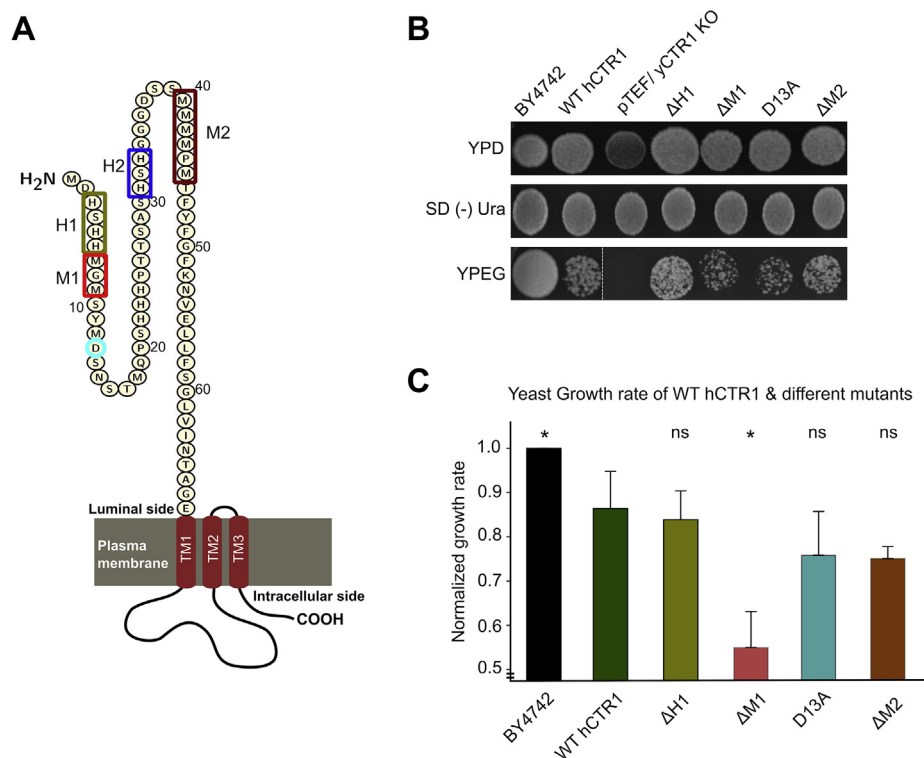 A
40
S S
D
G
G
G
M
M
M
M
P
M
M2
H2
H
S
H
H₂N
M D
H
S
H
H
H1
M
G
M
M1
10
S
Y
M
D
S
N
S
T
M
Q
P
20
S
H
H
H
P
T
T
S
A
S
30
T
F
Y
F
G
50
F
K
N
V
E
L
L
F
S
G
60
L
V
I
N
T
A
G
E
Luminal side
Plasma
membrane
TM1 TM2 TM3
Intracellular side
COOH
B
BY4742 WT hCTR1 pTEF/ yCTR1 KO ΔH1 ΔM1 D13A ΔM2
YPD
SD (-) Ura
YPEG
C
Yeast Growth rate of WT hCTR1 & different mutants
* ns * ns ns
Normalized growth rate
1.0
0.9
0.8
0.7
0.6
0.5
BY4742 WT hCTR1 ΔH1 ΔM1 D13A ΔM2